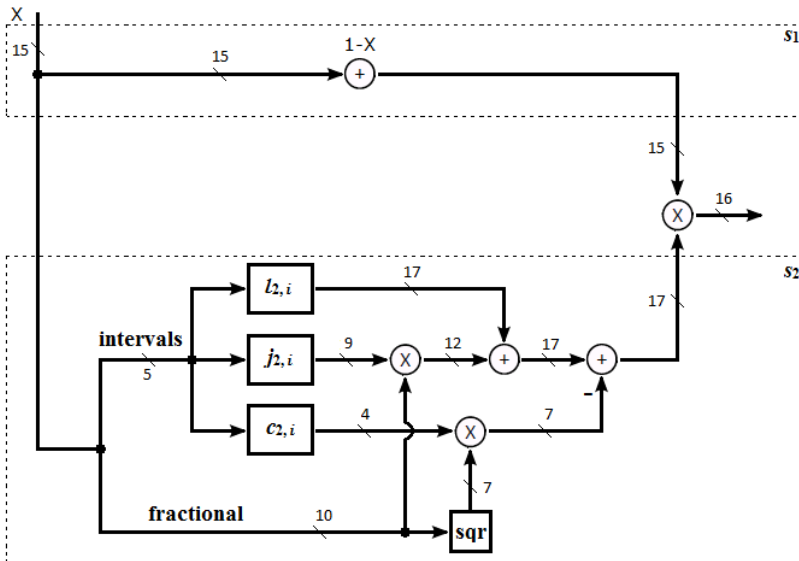 X
s1
15
15
1-X
+
15
X
16
s2
17
l2, i
17
intervals
5
j2, i
9
X
12
+
17
+
-
c2, i
4
X
7
7
fractional
10
sqr